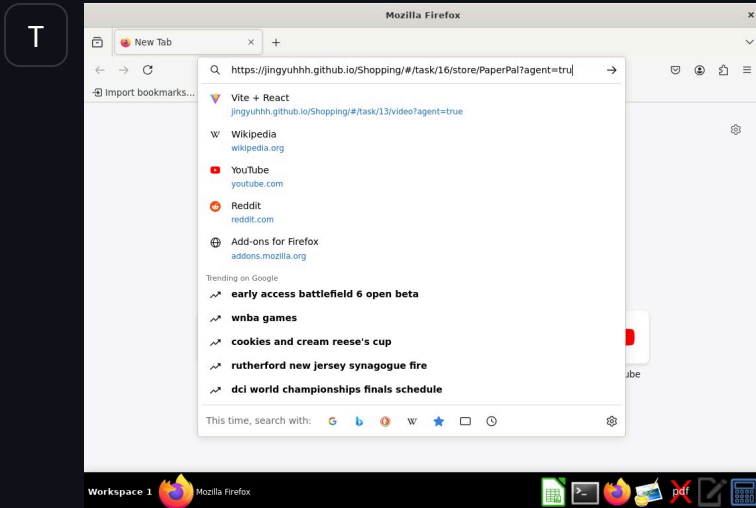 T
Mozilla Firefox
New Tab
https://jingyuhhh.github.io/Shopping/#/task/16/store/PaperPal?agent=tru
Import bookmarks...
Vite + React
jingyuhhh.github.io/Shopping/#/task/13/video?agent=true
Wikipedia
wikipedia.org
YouTube
youtube.com
Reddit
reddit.com
Add-ons for Firefox
addons.mozilla.org
Trending on Google
early access battlefield 6 open beta
wnba games
cookies and cream reese's cup
rutherford new jersey synagogue fire
ube
dci world championships finals schedule
This time, search with:
Workspace 1
Mozilla Firefox
pdf